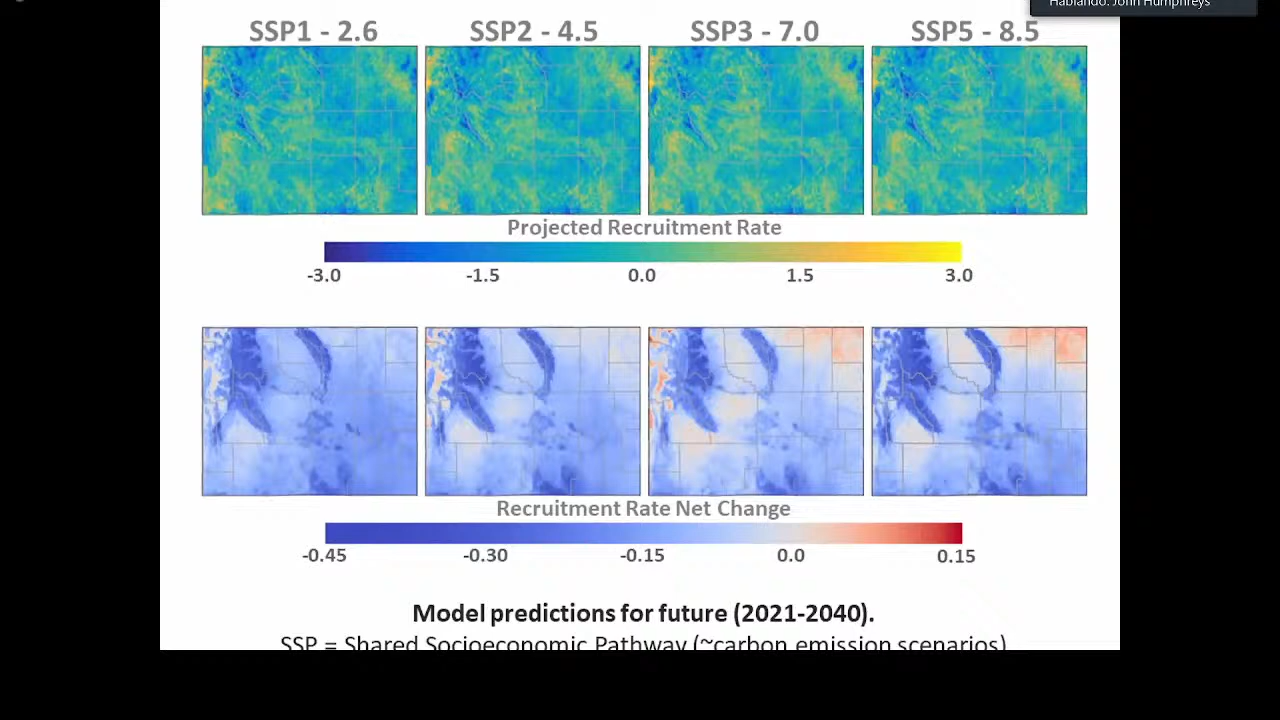 Hablando: John Humphreys
SSP1 - 2.6 SSP2 - 4.5 SSP3 - 7.0 SSP5 - 8.5
Projected Recruitment Rate
-3.0 -1.5 0.0 1.5 3.0
Recruitment Rate Net Change
-0.45 -0.30 -0.15 0.0 0.15
Model predictions for future (2021-2040).
SSP = Shared Socioeconomic Pathway (~carbon emission scenarios)